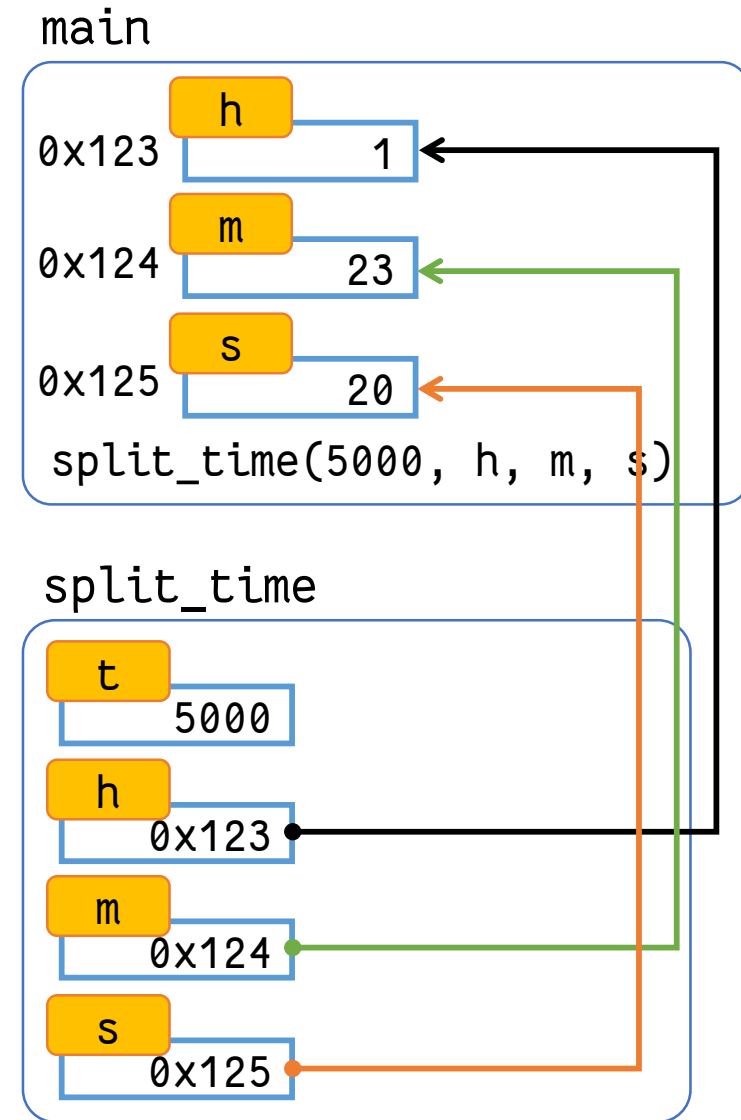 main
h
0x123 1
m
0x124 23
s
0x125 20
split_time(5000, h, m, s)
split_time
t
5000
h
0x123
m
0x124
s
0x125